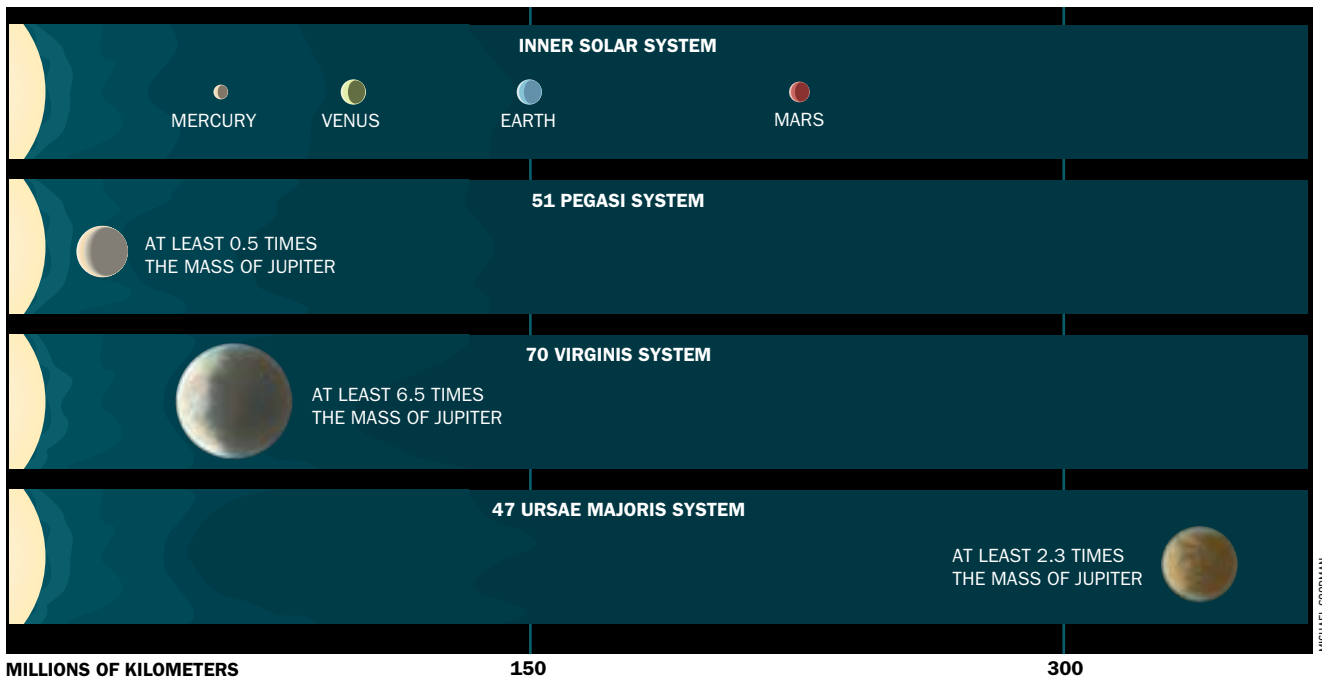 INNER SOLAR SYSTEM
MERCURY
VENUS
EARTH
MARS
51 PEGASI SYSTEM
AT LEAST 0.5 TIMES
THE MASS OF JUPITER
70 VIRGINIS SYSTEM
AT LEAST 6.5 TIMES
THE MASS OF JUPITER
47 URSAE MAJORIS SYSTEM
AT LEAST 2.3 TIMES
THE MASS OF JUPITER
MILLIONS OF KILOMETERS
150
300
MICHAEL GOODMAN